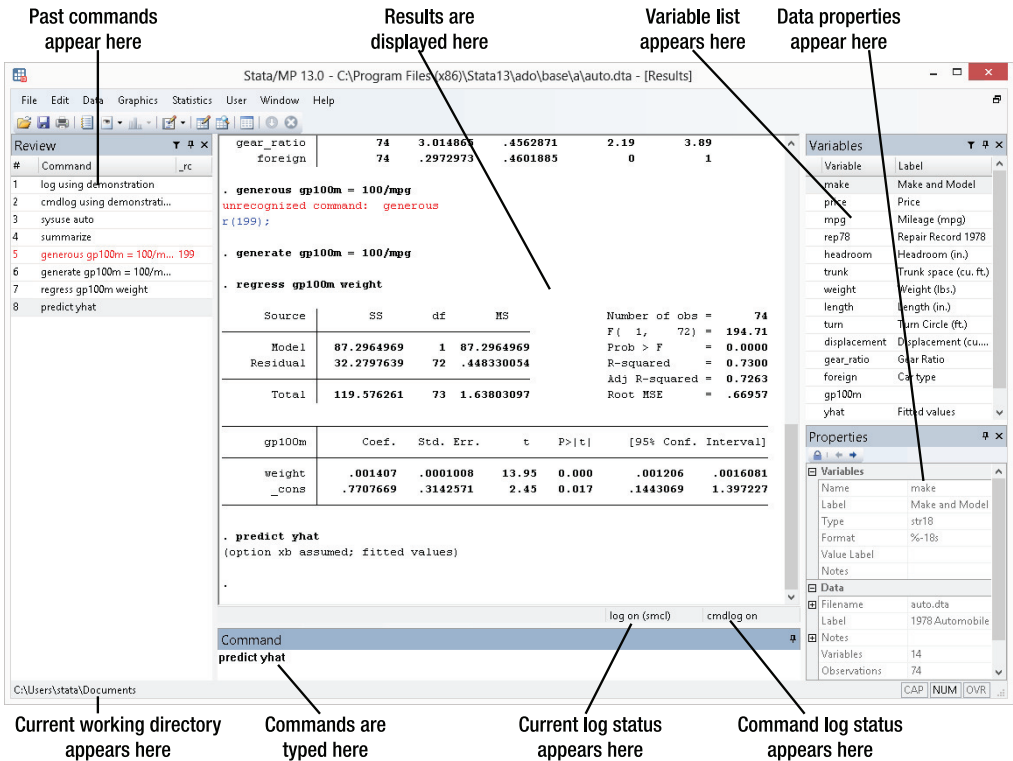 Past commands
appear here
Results are
displayed here
Variable list
appears here
Data properties
appear here
Stata/MP 13.0 - C:\Program Files (x86)\Stata13\ado\base\a\auto.dta - [Results]
File Edit Data Graphics Statistics User Window Help
Review
# Command _rc
1 log using demonstration
2 cmdlog using demonstrati...
3 sysuse auto
4 summarize
5 generous gp100m = 100/m... 199
6 generate gp100m = 100/m...
7 regress gp100m weight
8 predict yhat
gear_ratio 74 3.014865 .4562871 2.19 3.89
foreign 74 .2972973 .4601885 0 1
. generous gp100m = 100/mpg
unrecognized command: generous
r(199);
. generate gp100m = 100/mpg
. regress gp100m weight
Source SS df MS Number of obs = 74
F( 1, 72) = 194.71
Model 87.2964969 1 87.2964969 Prob > F = 0.0000
Residual 32.2797639 72 .448330054 R-squared = 0.7300
Adj R-squared = 0.7263
Total 119.576261 73 1.63803097 Root MSE = .66957
gp100m Coef. Std. Err. t P>|t| [95% Conf. Interval]
weight .001407 .0001008 13.95 0.000 .001206 .0016081
_cons .7707669 .3142571 2.45 0.017 .1443069 1.397227
. predict yhat
(option xb assumed; fitted values)
.
log on (smcl) cmdlog on
Command
predict yhat
Variables
Variable Label
make Make and Model
price Price
mpg Mileage (mpg)
rep78 Repair Record 1978
headroom Headroom (in.)
trunk Trunk space (cu. ft.)
weight Weight (lbs.)
length Length (in.)
turn Turn Circle (ft.)
displacement Displacement (cu....
gear_ratio Gear Ratio
foreign Car type
gp100m
yhat Fitted values
Properties
Variables
Name make
Label Make and Model
Type str18
Format %-18s
Value Label
Notes
Data
Filename auto.dta
Label 1978 Automobile
Notes
Variables 14
Observations 74
C:\Users\stata\Documents
CAP NUM OVR
Current working directory
appears here
Commands are
typed here
Current log status
appears here
Command log status
appears here